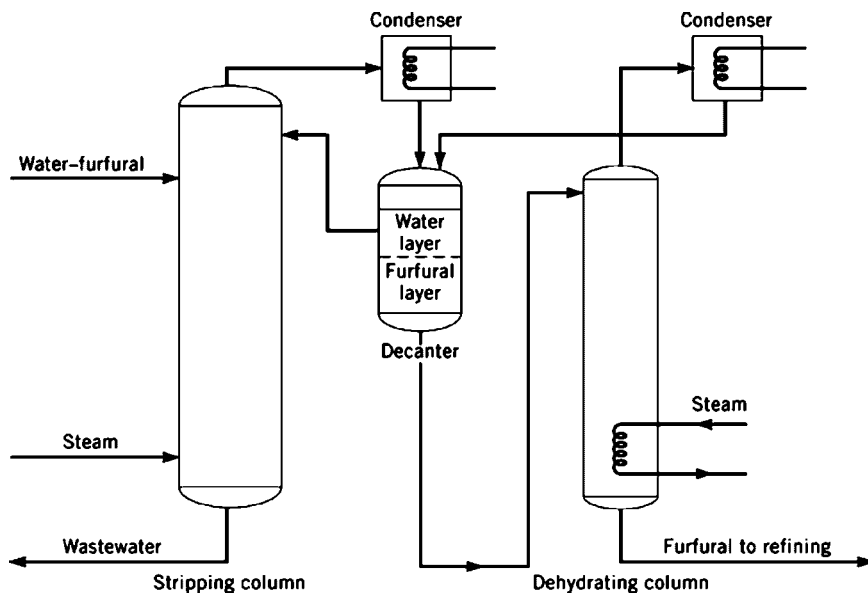 Condenser
Condenser
Water–furfural
Water
layer
Furfural
layer
Decanter
Steam
Steam
Wastewater
Furfural to refining
Stripping column
Dehydrating column